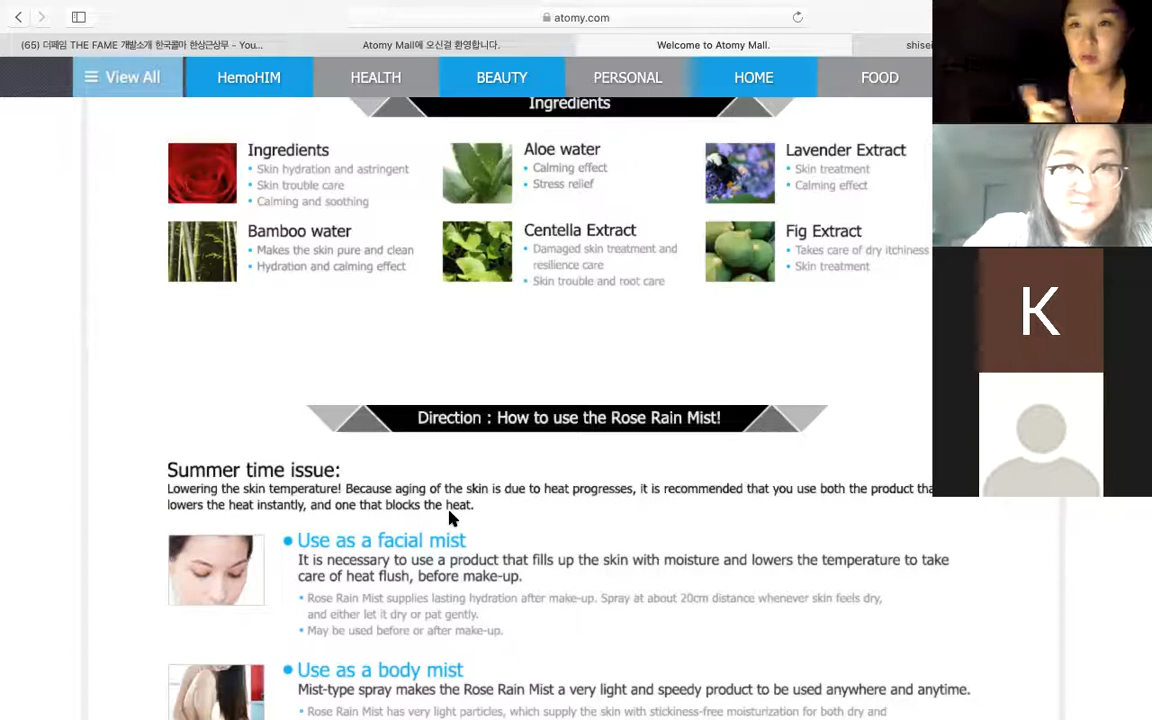 atomy.com
(65) 더페임 THE FAME 개발소개 한국콜마 한상근상무 - You...
Atomy Mall에 오신걸 환영합니다.
Welcome to Atomy Mall.
shisei
View All
HemoHIM
HEALTH
BEAUTY
PERSONAL
HOME
FOOD
Ingredients
Ingredients
• Skin hydration and astringent
• Skin trouble care
• Calming and soothing
Aloe water
• Calming effect
• Stress relief
Lavender Extract
• Skin treatment
• Calming effect
Bamboo water
• Makes the skin pure and clean
• Hydration and calming effect
Centella Extract
• Damaged skin treatment and
resilience care
• Skin trouble and root care
Fig Extract
• Takes care of dry itchiness
• Skin treatment
K
Direction : How to use the Rose Rain Mist!
Summer time issue:
Lowering the skin temperature! Because aging of the skin is due to heat progresses, it is recommended that you use both the product tha
lowers the heat instantly, and one that blocks the heat.
• Use as a facial mist
It is necessary to use a product that fills up the skin with moisture and lowers the temperature to take
care of heat flush, before make-up.
• Rose Rain Mist supplies lasting hydration after make-up. Spray at about 20cm distance whenever skin feels dry,
and either let it dry or pat gently.
• May be used before or after make-up.
• Use as a body mist
Mist-type spray makes the Rose Rain Mist a very light and speedy product to be used anywhere and anytime.
• Rose Rain Mist has very light particles, which supply the skin with stickiness-free moisturization for both dry and